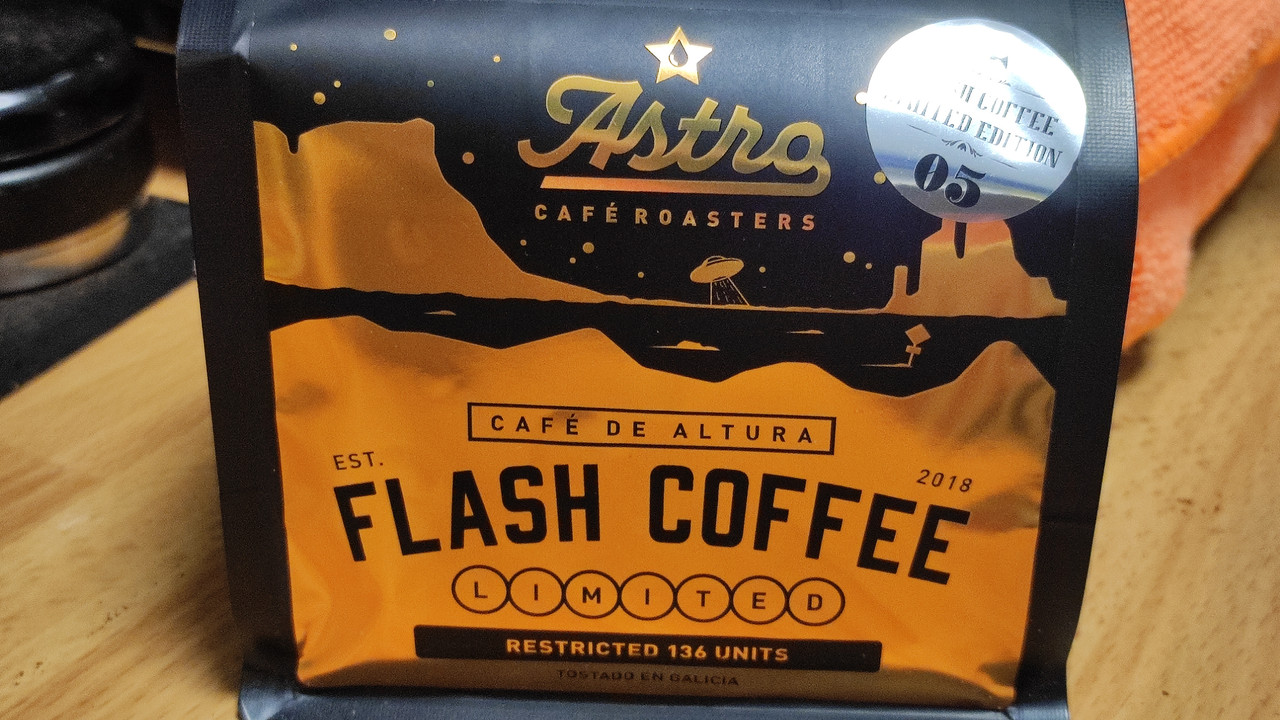 Astro
CAFÉ ROASTERS
COFFEE
EDITION
05
CAFÉ DE ALTURA
EST. 2018
FLASH COFFEE
LIMITED
RESTRICTED 136 UNITS
TOSTADO EN GALICIA